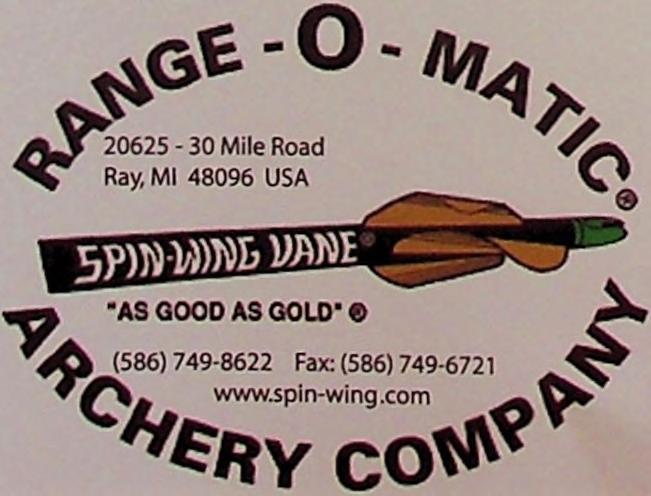 RANGE-O-MATIC®
20625 - 30 Mile Road
Ray, MI 48096 USA
SPIN-WING VANE®
"AS GOOD AS GOLD" ®
(586) 749-8622 Fax: (586) 749-6721
www.spin-wing.com
ARCHERY COMPANY